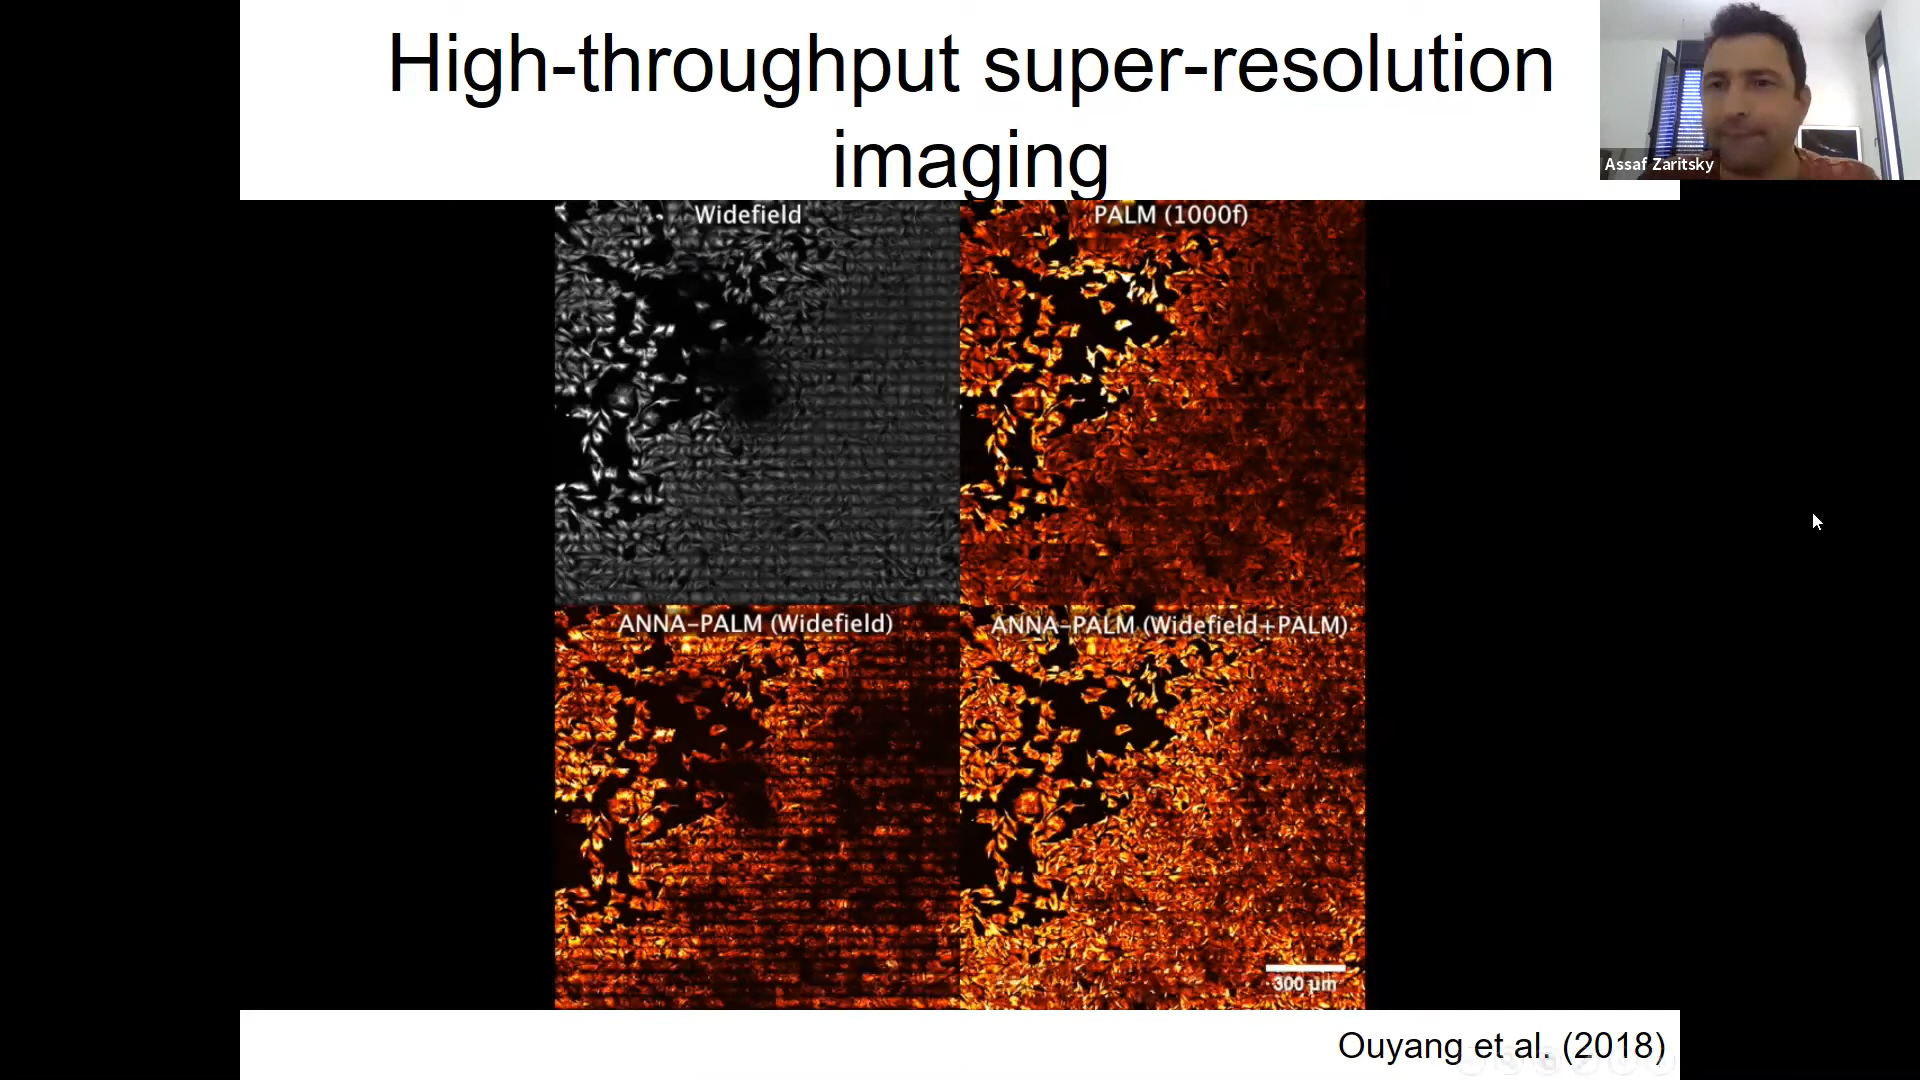 High-throughput super-resolution
imaging
Assaf Zaritsky
Widefield
PALM (1000f)
ANNA-PALM (Widefield)
ANNA-PALM (Widefield+PALM)
300 μm
Ouyang et al. (2018)